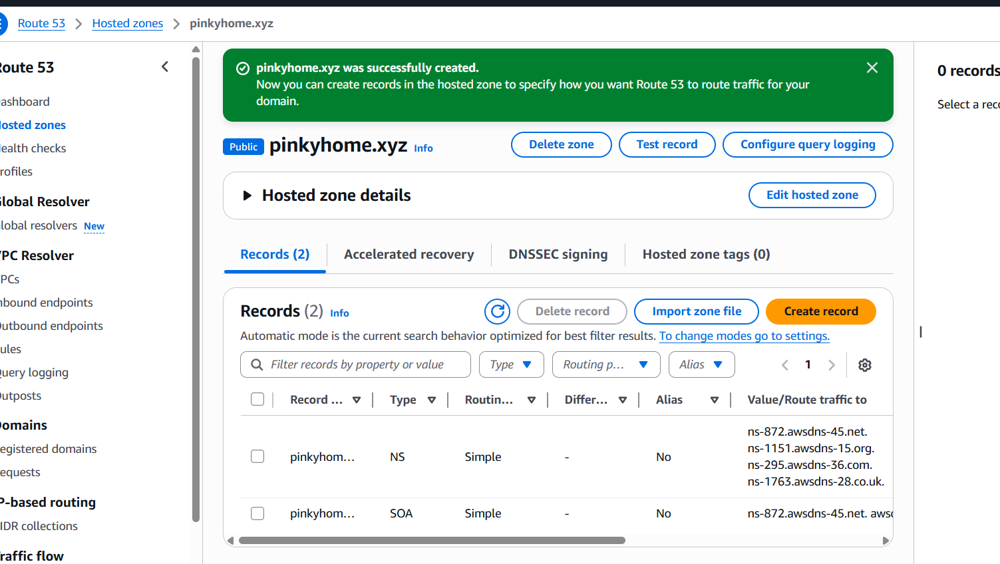 Route 53 > Hosted zones > pinkyhome.xyz
oute 53
ashboard
osted zones
ealth checks
rofiles
lobal Resolver
lobal resolvers New
PC Resolver
PCs
nbound endpoints
utbound endpoints
ules
uery logging
utposts
omains
egistered domains
equests
P-based routing
IDR collections
raffic flow
pinkyhome.xyz was successfully created.
Now you can create records in the hosted zone to specify how you want Route 53 to route traffic for your
domain.
Public pinkyhome.xyz Info
Delete zone
Test record
Configure query logging
Hosted zone details
Edit hosted zone
Records (2)
Accelerated recovery
DNSSEC signing
Hosted zone tags (0)
Records (2) Info
Delete record
Import zone file
Create record
Automatic mode is the current search behavior optimized for best filter results. To change modes go to settings.
Filter records by property or value
Type
Routing p...
Alias
1
Record ... Type Routin... Differ... Alias Value/Route traffic to
pinkyhom... NS Simple - No
ns-872.awsdns-45.net.
ns-1151.awsdns-15.org.
ns-295.awsdns-36.com.
ns-1763.awsdns-28.co.uk.
pinkyhom... SOA Simple - No ns-872.awsdns-45.net. awsd
0 records
Select a reco